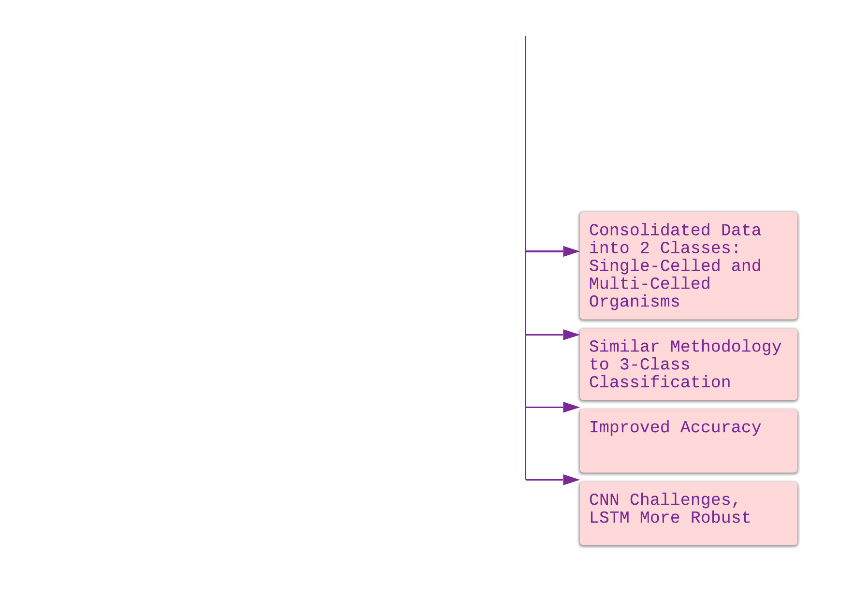 Consolidated Data
into 2 Classes:
Single-Celled and
Multi-Celled
Organisms
Similar Methodology
to 3-Class
Classification
Improved Accuracy
CNN Challenges,
LSTM More Robust